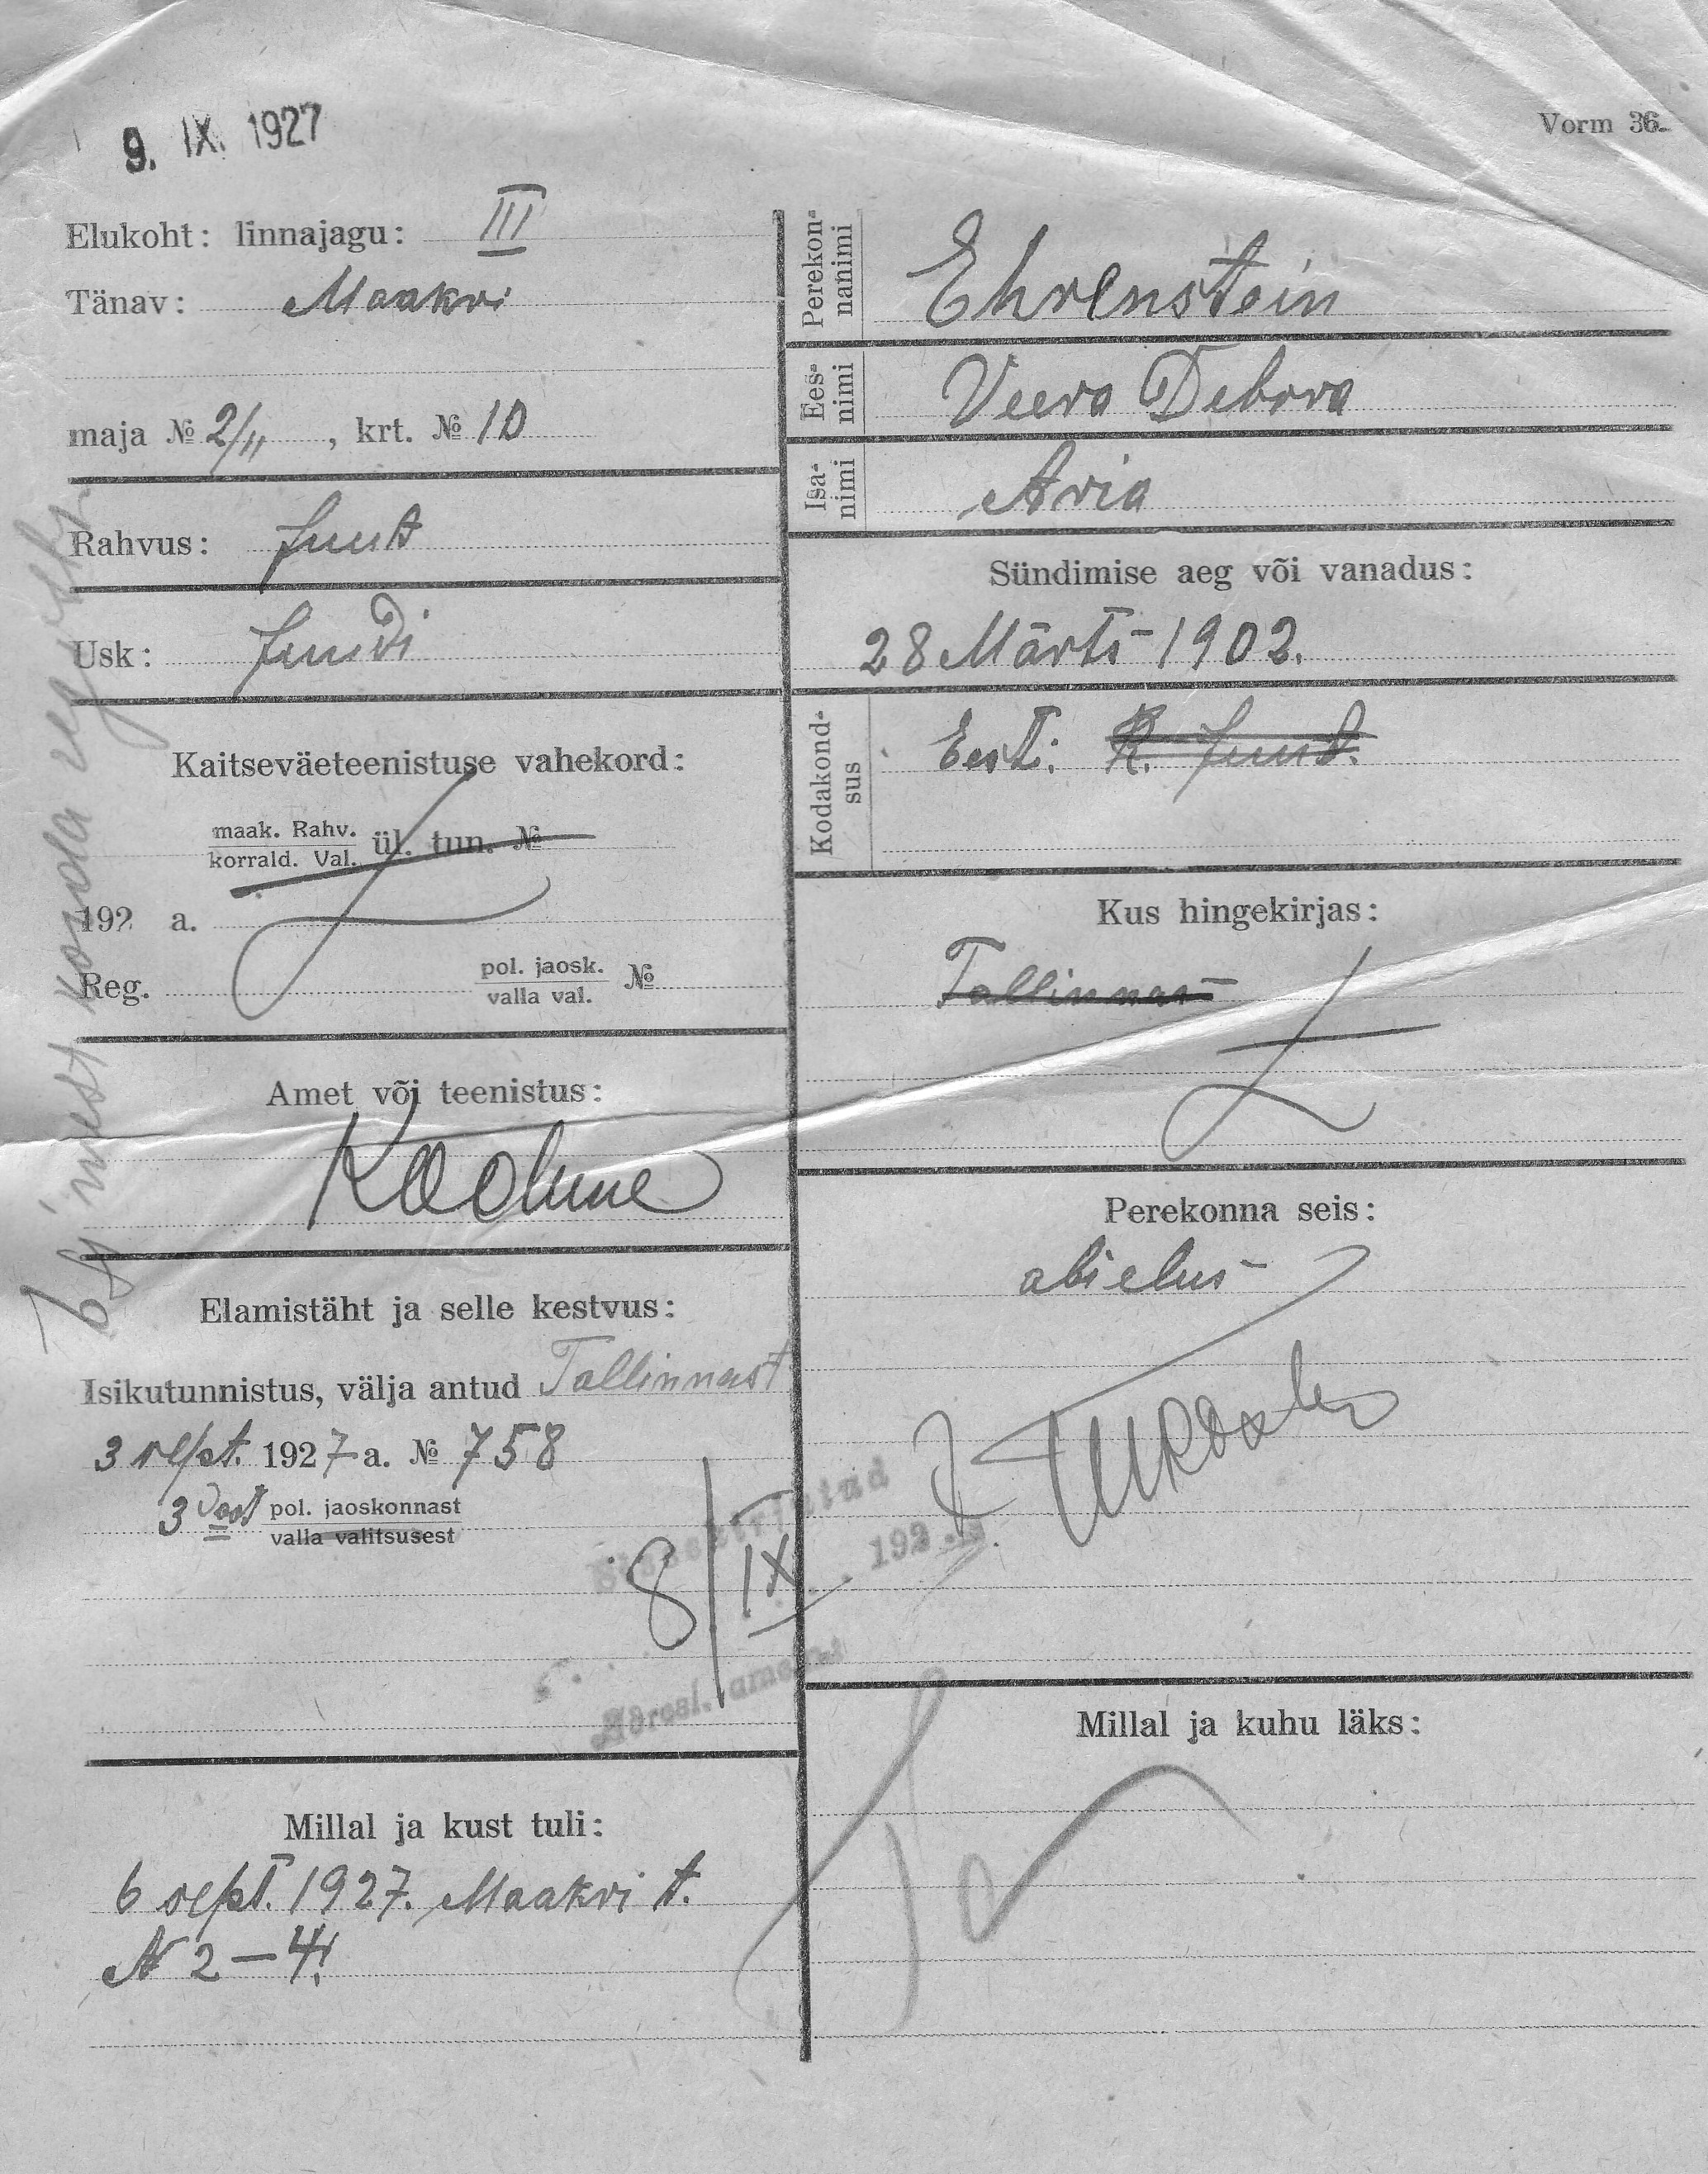 9. IX. 1927
Vorm 36.
Elukoht: linnajagu: III
Tänav: Maakri
maja № 2/11, krt. № 10
Rahvus: Juut
Usk: Juudi
Kaitseväeteenistuse vahekord:
maak. Rahv.
korrald. Val. ül. tun. №
192 a.
Reg. pol. jaosk. №
valla val.
Amet või teenistus:
Elamistäht ja selle kestvus:
Isikutunnistus, välja antud Tallinnast
3 sept. 1927 a. № 758
3 pol. jaoskonnast
valla valitsusest
8/IX 192
Millal ja kust tuli:
6 sept. 1927. Maakri t.
N 2–4.
Perekonnanimi
Ehrenstein
Eesnimi
Veera Debora
Isanimi
Aria
Sündimise aeg või vanadus:
28 Märts 1902.
Kodakondsus
Eesti. R. Juut.
Kus hingekirjas:
Tallinnas
Perekonna seis:
abielus
Millal ja kuhu läks: